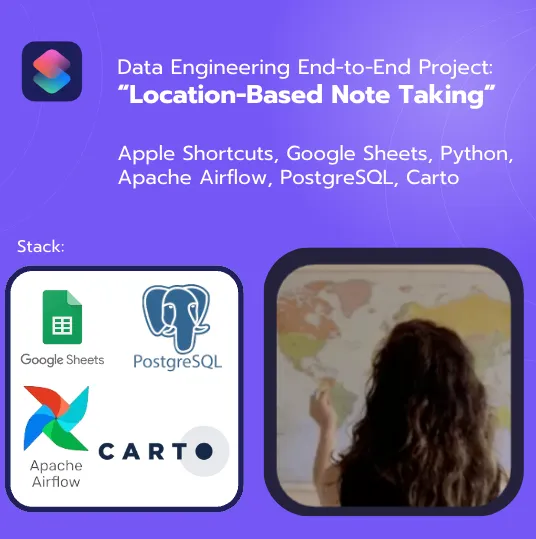 Data Engineering End-to-End Project:
“Location-Based Note Taking”
Apple Shortcuts, Google Sheets, Python,
Apache Airflow, PostgreSQL, Carto
Stack:
Google Sheets
PostgreSQL
Apache
Airflow
CARTO